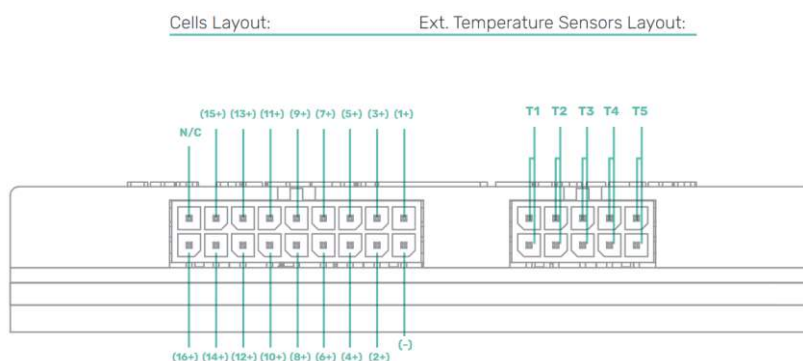 Cells Layout: Ext. Temperature Sensors Layout:
(15+) (13+) (11+) (9+) (7+) (5+) (3+) (1+) T1 T2 T3 T4 T5
N/C
(-)
(16+) (14+) (12+) (10+) (8+) (6+) (4+) (2+)